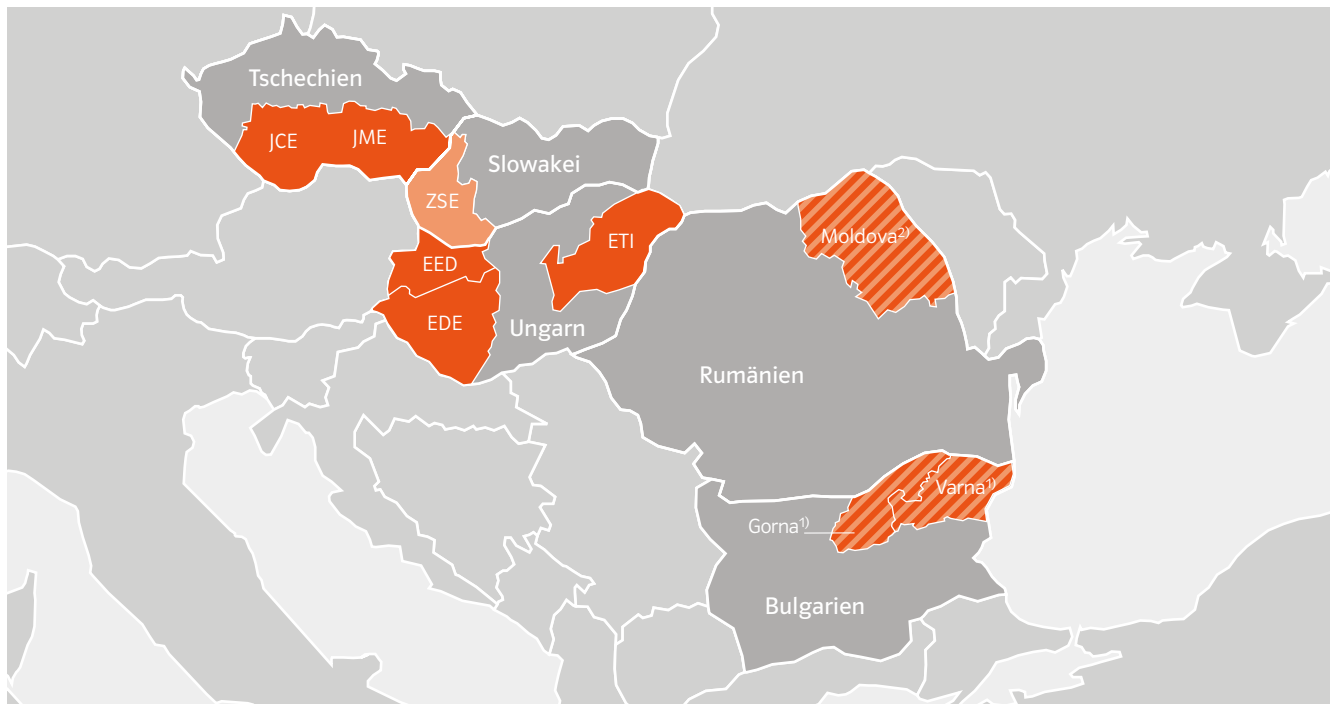 Tschechien
JCE
JME
Slowakei
ZSE
ETI
Moldova²⁾
EED
EDE
Ungarn
Rumänien
Varna¹⁾
Gorna¹⁾
Bulgarien